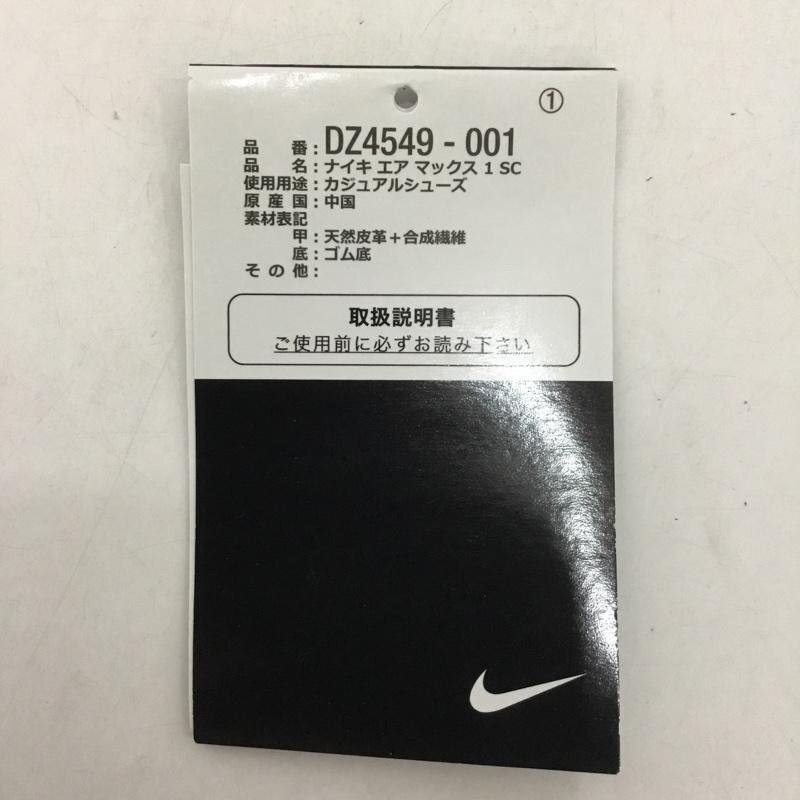 ①
品番：DZ4549 - 001
品名：ナイキ エア マックス 1 SC
使用用途：カジュアルシューズ
原産国：中国
素材表記
甲：天然皮革＋合成繊維
底：ゴム底
その他：
取扱説明書
ご使用前に必ずお読み下さい